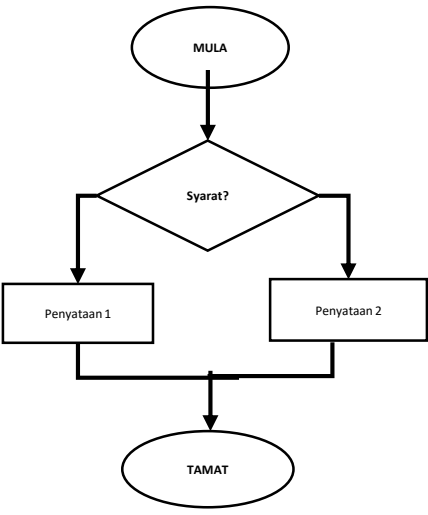 MULA
Syarat?
Penyataan 1
Penyataan 2
TAMAT